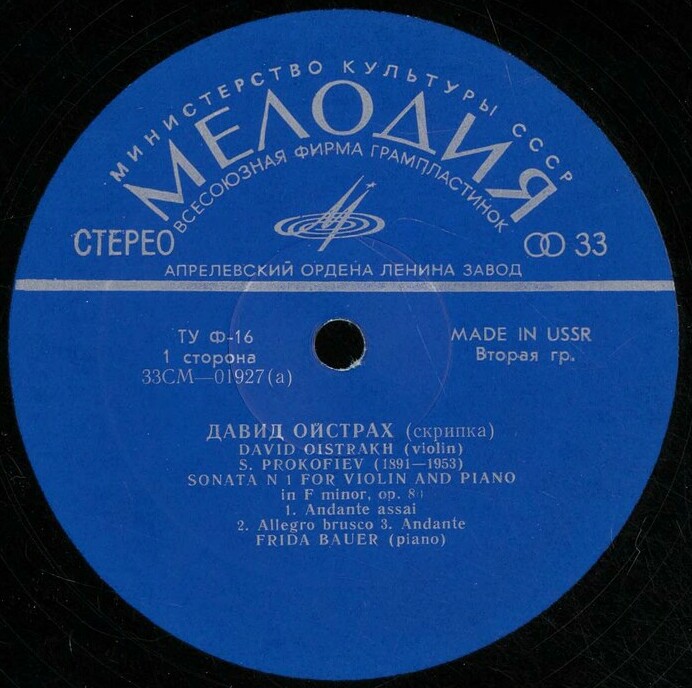 МИНИСТЕРСТВО КУЛЬТУРЫ СССР
МЕЛОДИЯ
ВСЕСОЮЗНАЯ ФИРМА ГРАМПЛАСТИНОК
СТЕРЕО
33
АПРЕЛЕВСКИЙ ОРДЕНА ЛЕНИНА ЗАВОД
ТУ Ф-16
1 сторона
33СМ—01927(а)
MADE IN USSR
Вторая гр.
ДАВИД ОЙСТРАХ (скрипка)
DAVID OISTRAKH (violin)
S. PROKOFIEV (1891—1953)
SONATA N 1 FOR VIOLIN AND PIANO
in F minor, op.
1. Andante assai
2. Allegro brusco 3. Andante
FRIDA BAUER (piano)